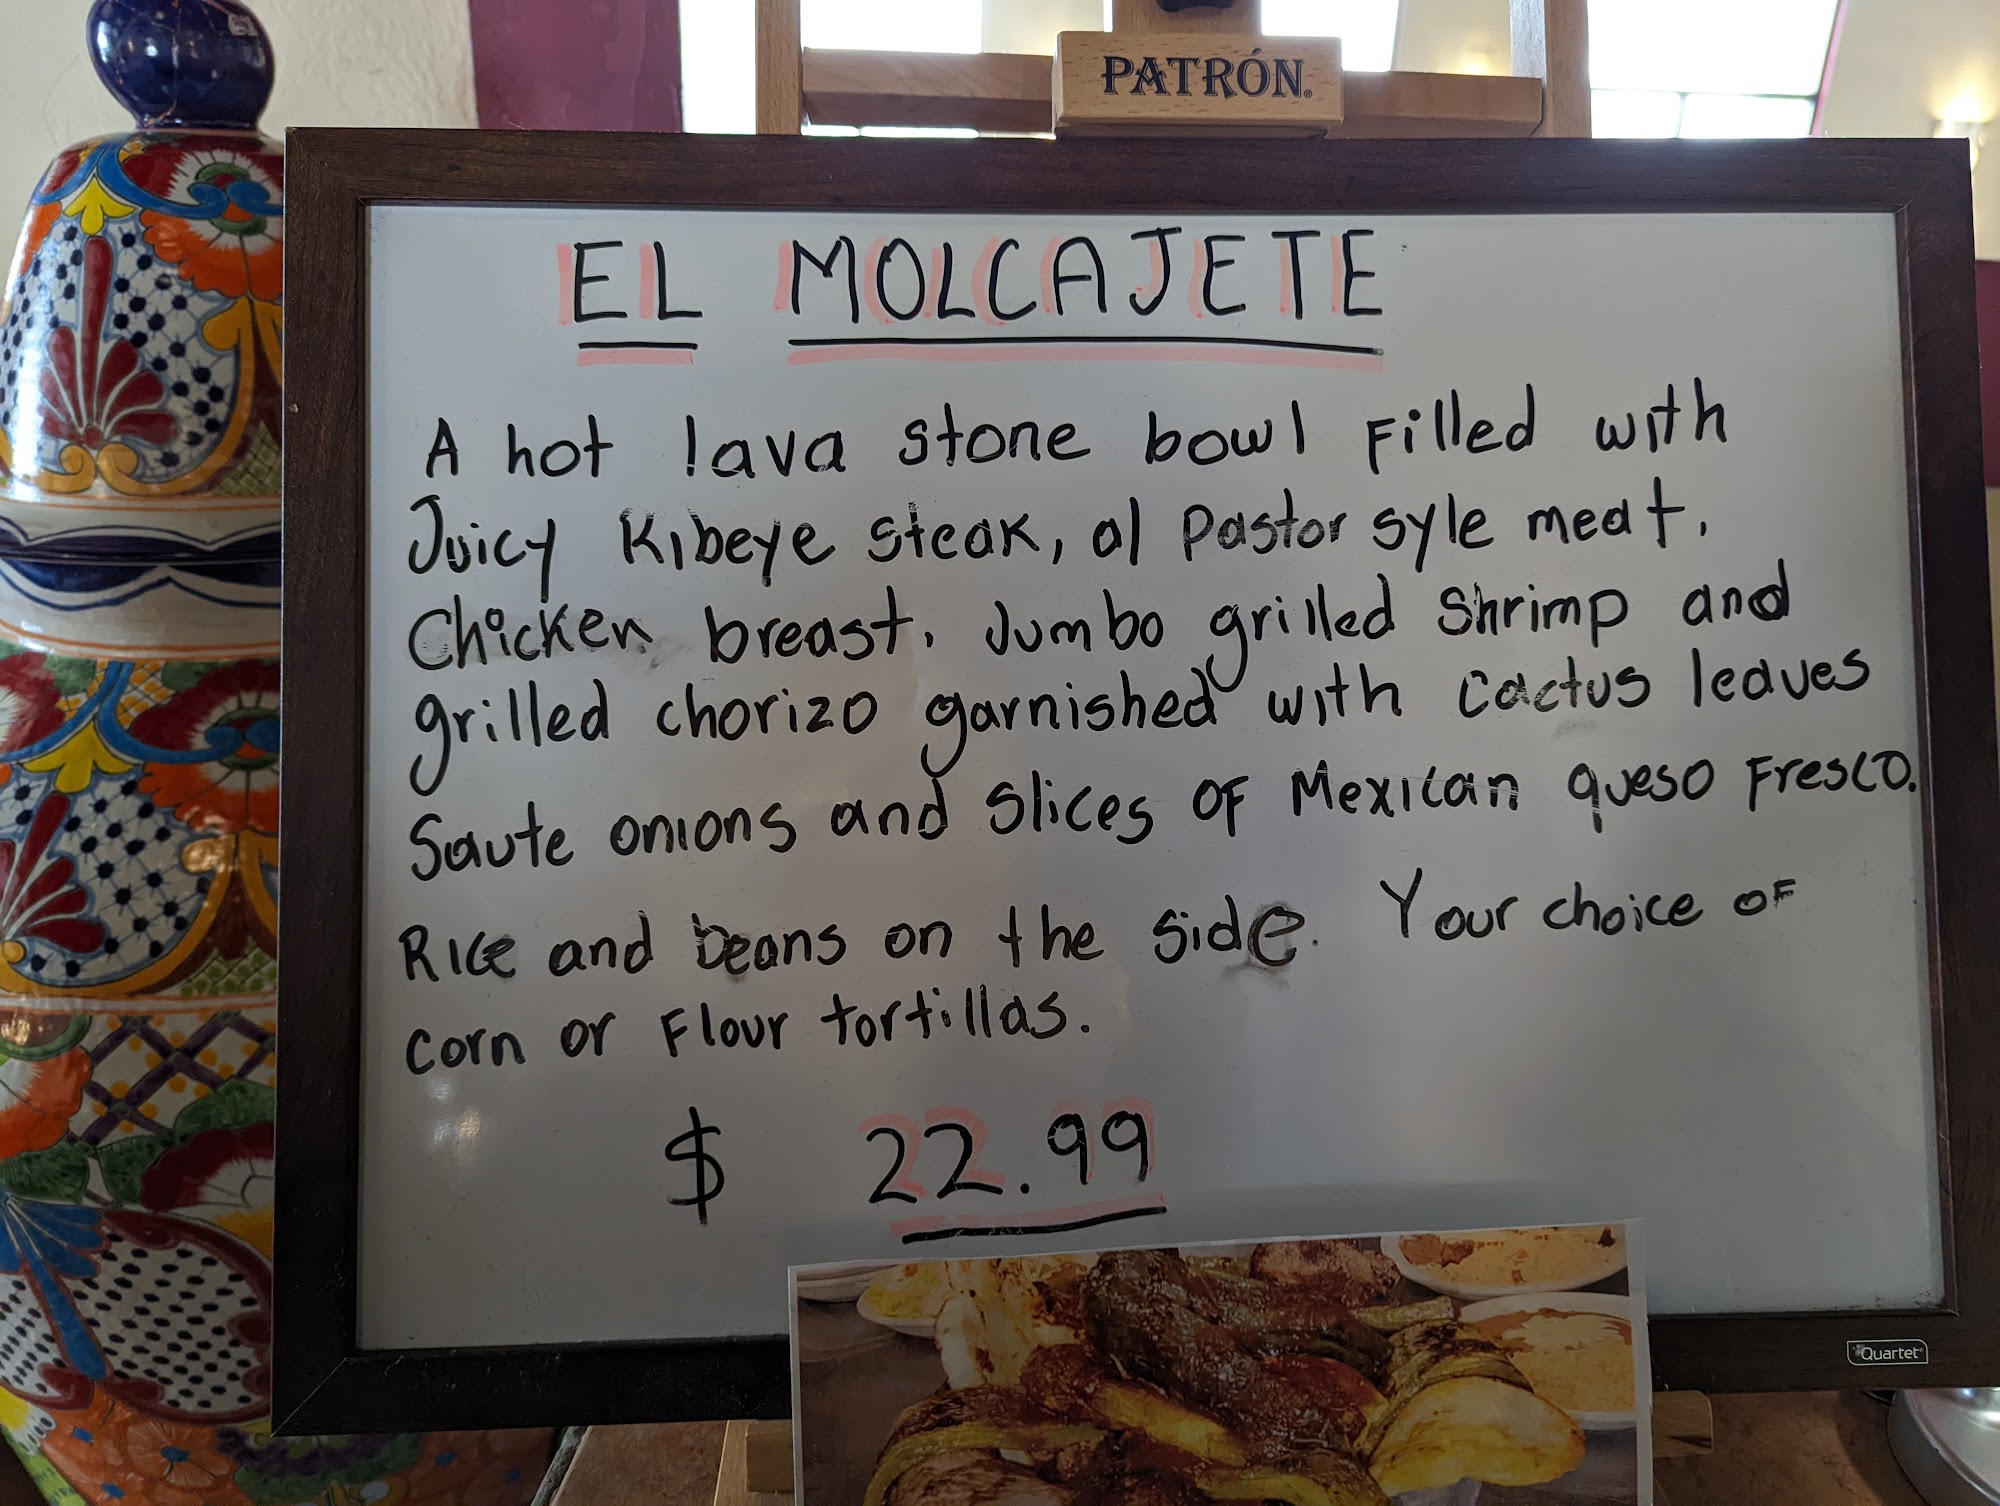 PATRÓN®
EL MOLCAJETE
A hot lava stone bowl Filled with
Juicy Ribeye steak, al Pastor syle meat,
Chicken breast, Jumbo grilled Shrimp and
grilled chorizo garnished with cactus leaves
Saute onions and slices of Mexican queso Fresco.
Rice and beans on the side. Your choice of
corn or Flour tortillas.
$ 22.99
Quartet